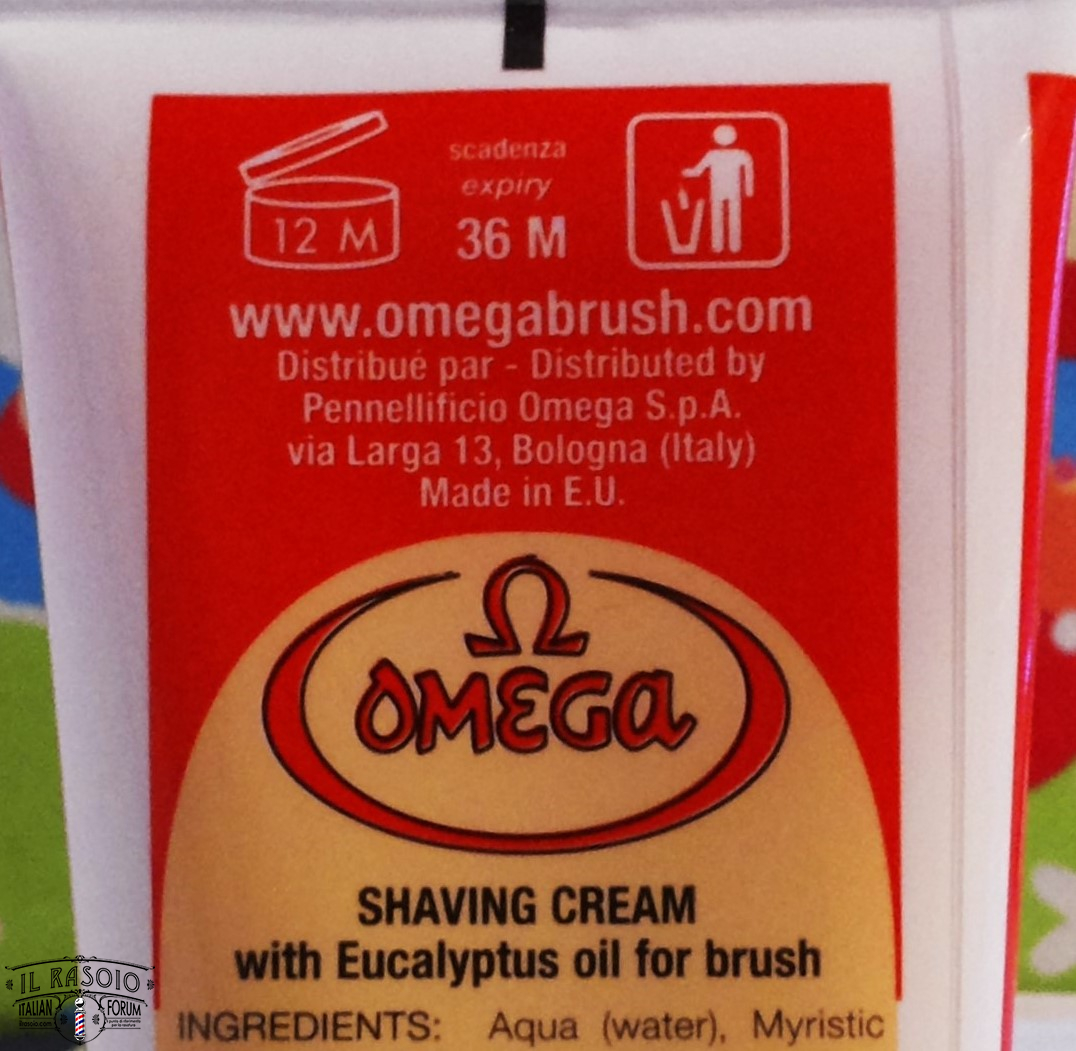 12 M
scadenza
expiry
36 M
www.omegabrush.com
Distribué par - Distributed by
Pennellificio Omega S.p.A.
via Larga 13, Bologna (Italy)
Made in E.U.
Ω
OMEGA
SHAVING CREAM
with Eucalyptus oil for brush
INGREDIENTS: Aqua (water), Myristic
IL RASOIO
ITALIAN FORUM